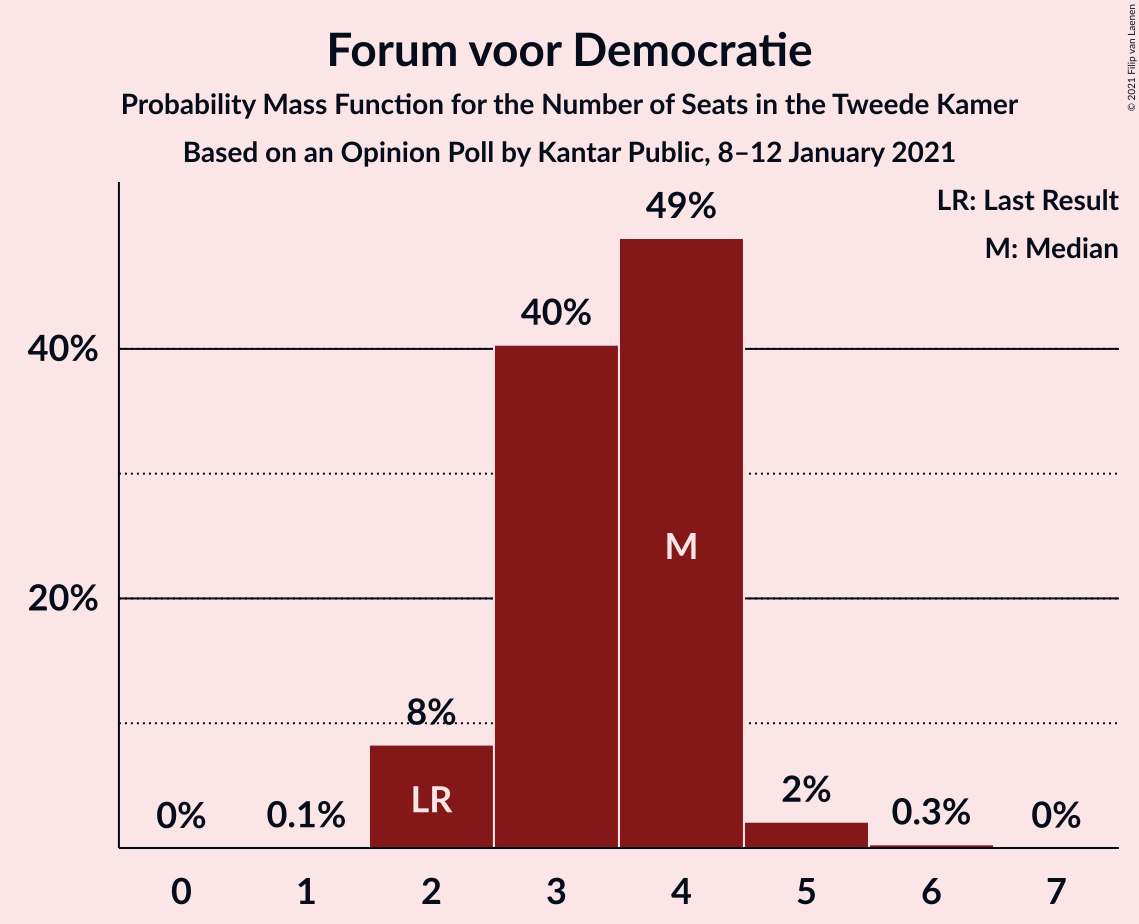 Forum voor Democratie
Probability Mass Function for the Number of Seats in the Tweede Kamer
Based on an Opinion Poll by Kantar Public, 8–12 January 2021
© 2021 Filip van Laenen
LR: Last Result
M: Median
49%
40%
40%
M
20%
8%
LR
2%
0%
0.1%
0.3%
0%
0 1 2 3 4 5 6 7